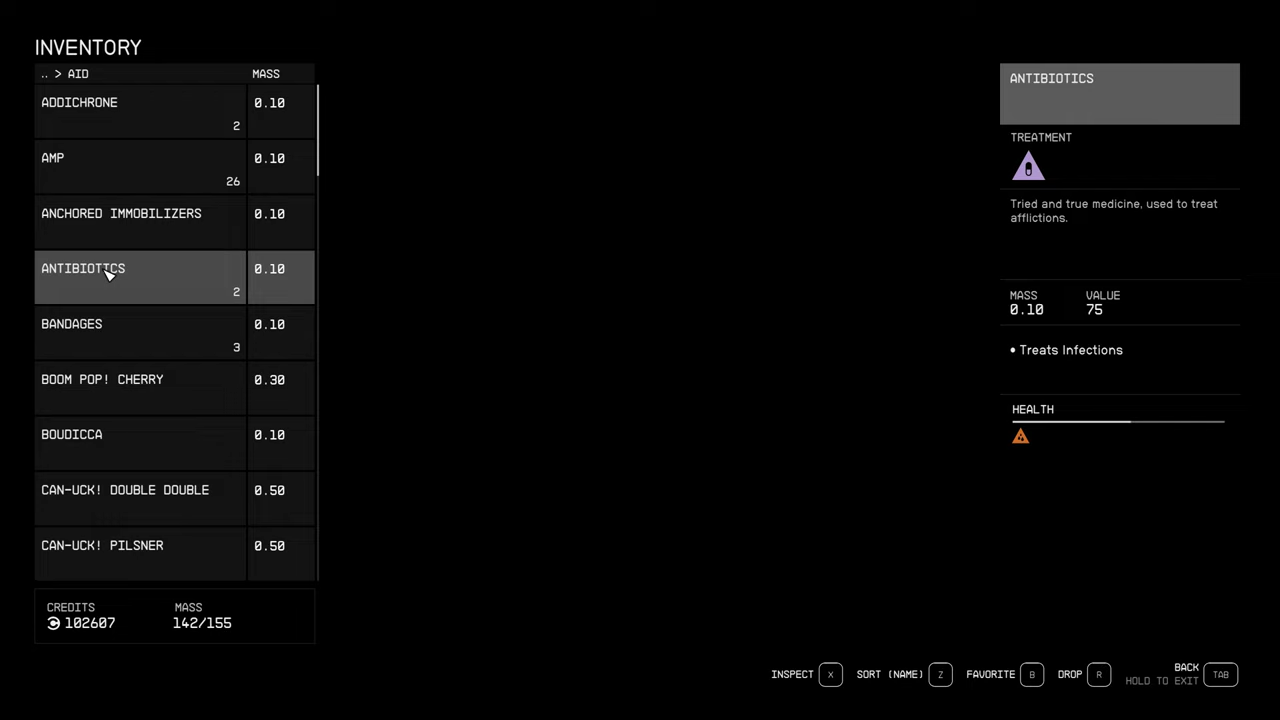 INVENTORY
.. > AID MASS
ADDICHRONE 0.10
2
AMP 0.10
26
ANCHORED IMMOBILIZERS 0.10
ANTIBIOTICS 0.10
2
BANDAGES 0.10
3
BOOM POP! CHERRY 0.30
BOUDICCA 0.10
CAN-UCK! DOUBLE DOUBLE 0.50
CAN-UCK! PILSNER 0.50
CREDITS MASS
102607 142/155
ANTIBIOTICS
TREATMENT
Tried and true medicine, used to treat
afflictions.
MASS VALUE
0.10 75
• Treats Infections
HEALTH
INSPECT X SORT (NAME) Z FAVORITE B DROP R BACK TAB
HOLD TO EXIT